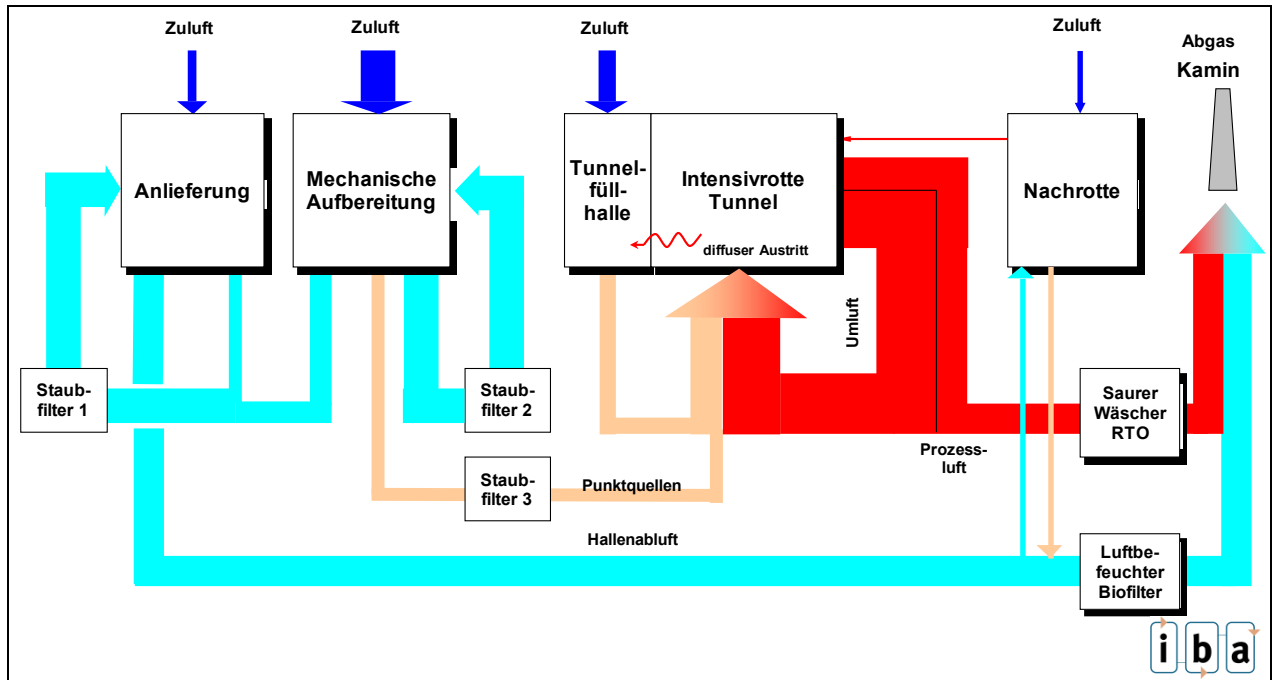 Zuluft
Zuluft
Zuluft
Zuluft
Abgas
Kamin
Anlieferung
Mechanische
Aufbereitung
Tunnel-
füll-
halle
Intensivrotte
Tunnel
diffuser Austritt
Nachrotte
Umluft
Staub-
filter 1
Staub-
filter 2
Saurer
Wäscher
RTO
Prozess-
luft
Staub-
filter 3
Punktquellen
Hallenabluft
Luftbe-
feuchter
Biofilter
iba